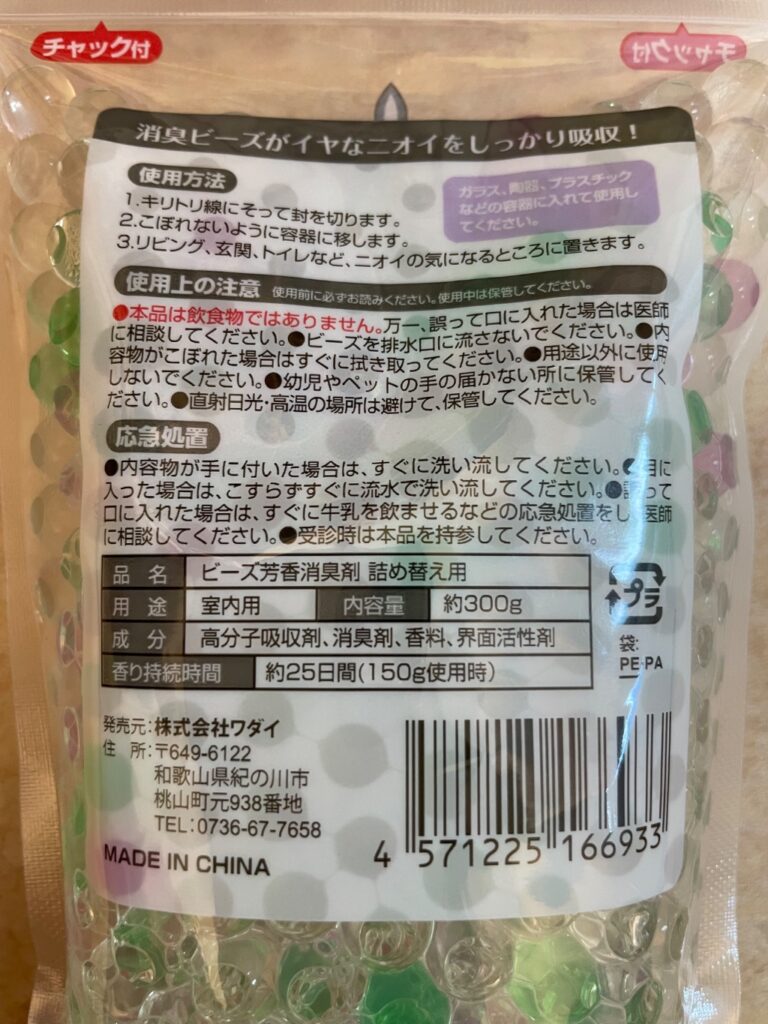 チャック付
チャック付
消臭ビーズがイヤなニオイをしっかり吸収!
使用方法
1.キリトリ線にそって封を切ります。
2.こぼれないように容器に移します。
3.リビング、玄関、トイレなど、ニオイの気になるところに置きます。
ガラス、陶器、プラスチック
などの容器に入れて使用し
てください。
使用上の注意 使用前に必ずお読みください。使用中は保管してください。
●本品は飲食物ではありません。万一、誤って口に入れた場合は医師
に相談してください。●ビーズを排水口に流さないでください。●内
容物がこぼれた場合はすぐに拭き取ってください。●用途以外に使用
しないでください。●幼児やペットの手の届かない所に保管してく
ださい。●直射日光・高温の場所は避けて、保管してください。
応急処置
●内容物が手に付いた場合は、すぐに洗い流してください。●目に
入った場合は、こすらずすぐに流水で洗い流してください。●誤って
口に入れた場合は、すぐに牛乳を飲ませるなどの応急処置をし、医師
に相談してください。●受診時は本品を持参してください。
品名 ビーズ芳香消臭剤 詰め替え用
用途 室内用 内容量 約300g
成分 高分子吸収剤、消臭剤、香料、界面活性剤
香り持続時間 約25日間(150g使用時)
プラ
袋:
PE・PA
発売元:株式会社ワダイ
住所:〒649-6122
和歌山県紀の川市
桃山町元938番地
TEL:0736-67-7658
MADE IN CHINA
4 571225 166933